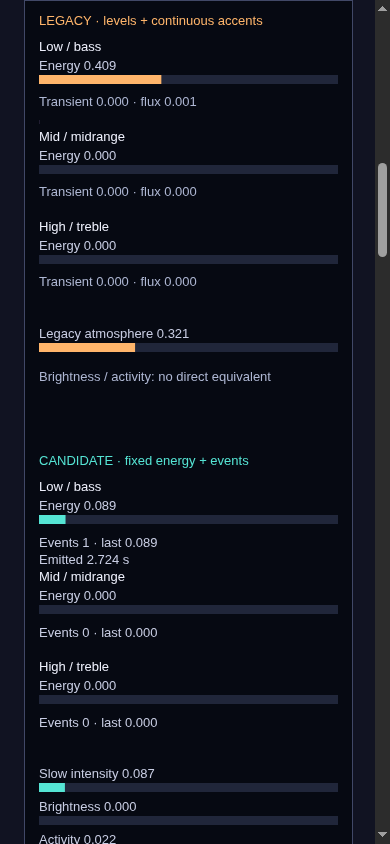 LEGACY · levels + continuous accents
Low / bass
Energy 0.409
Transient 0.000 · flux 0.001
Mid / midrange
Energy 0.000
Transient 0.000 · flux 0.000
High / treble
Energy 0.000
Transient 0.000 · flux 0.000
Legacy atmosphere 0.321
Brightness / activity: no direct equivalent
CANDIDATE · fixed energy + events
Low / bass
Energy 0.089
Events 1 · last 0.089
Emitted 2.724 s
Mid / midrange
Energy 0.000
Events 0 · last 0.000
High / treble
Energy 0.000
Events 0 · last 0.000
Slow intensity 0.087
Brightness 0.000
Activity 0.022